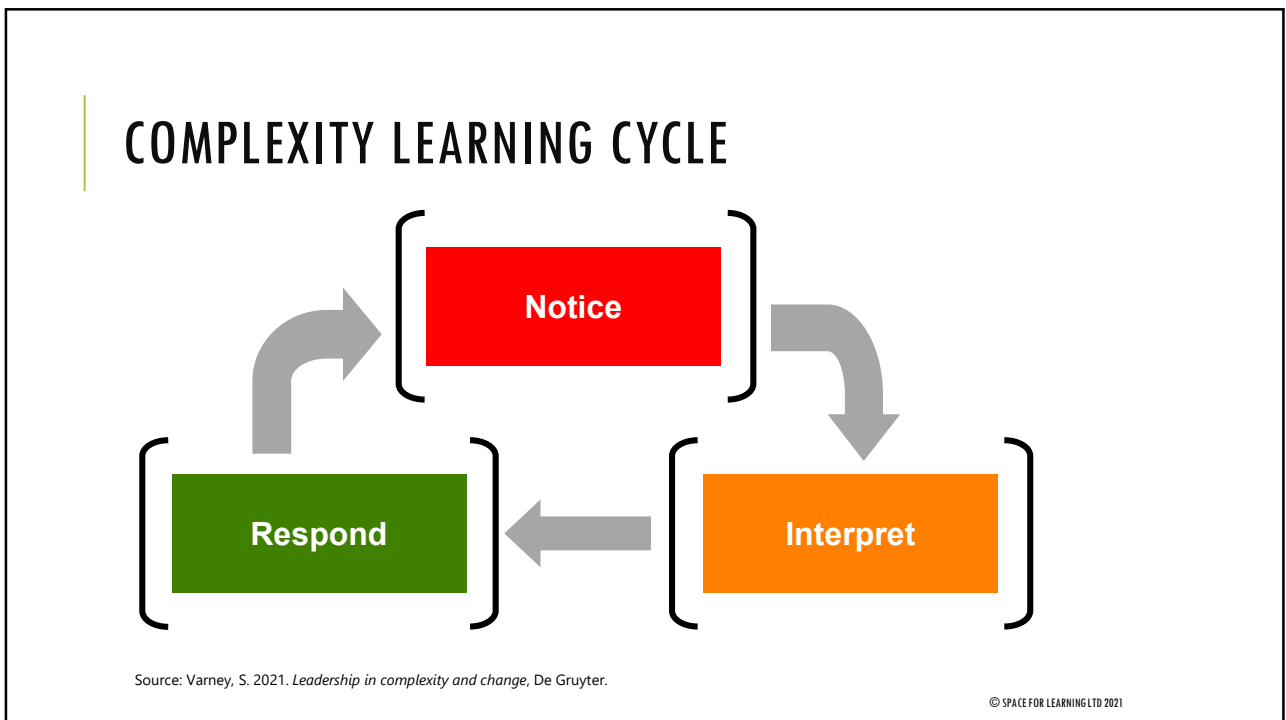 COMPLEXITY LEARNING CYCLE
Notice
Respond
Interpret
Source: Varney, S. 2021. Leadership in complexity and change, De Gruyter.
© SPACE FOR LEARNING LTD 2021